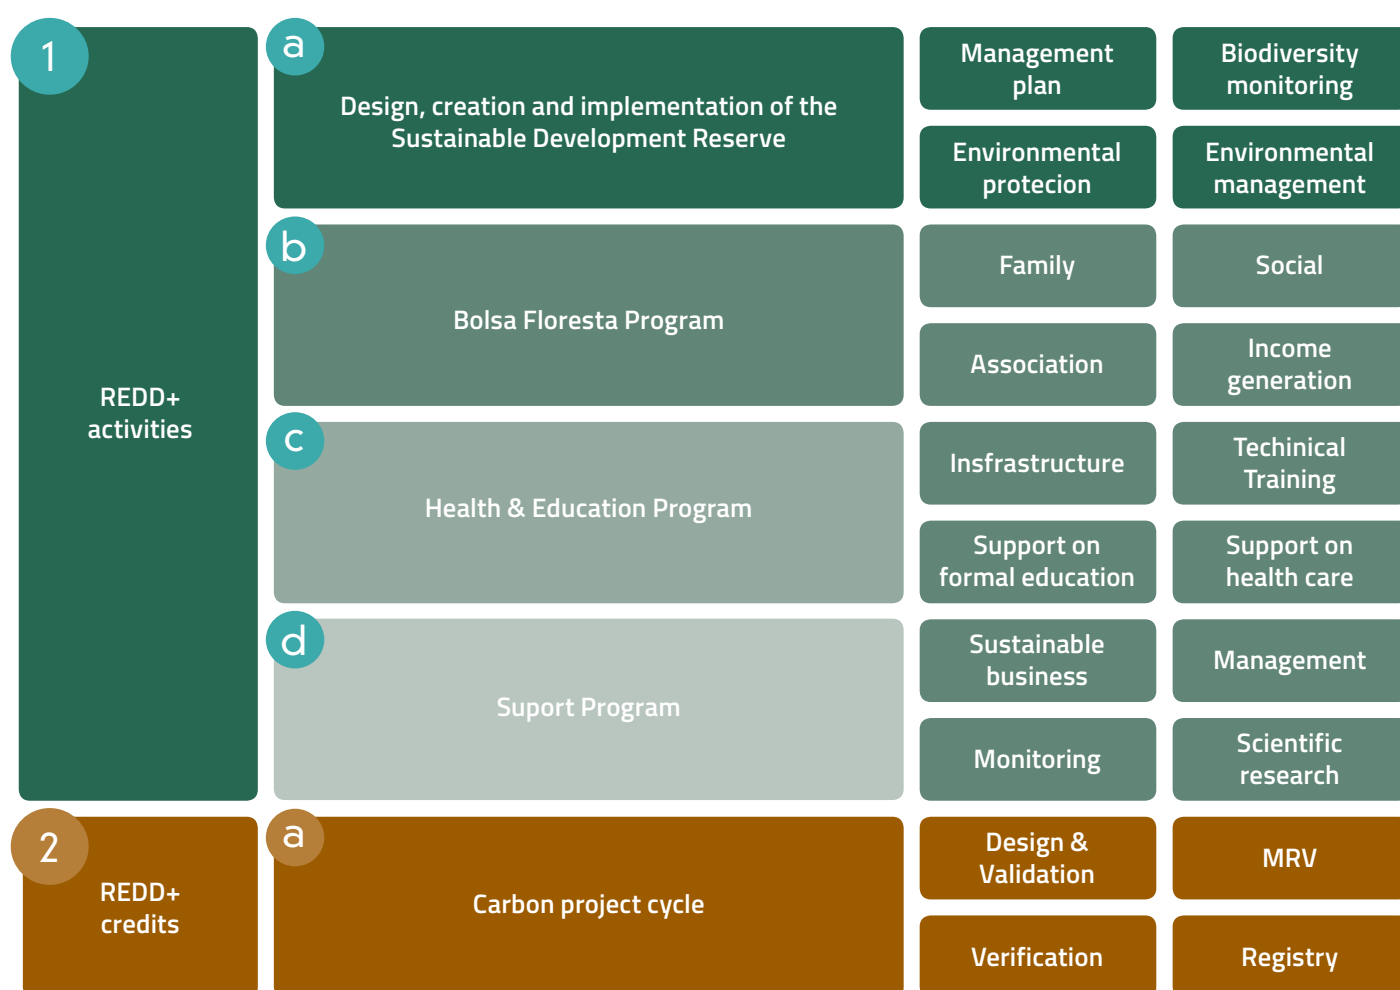 1
REDD+
activities
a
Design, creation and implementation of the
Sustainable Development Reserve
Management
plan
Biodiversity
monitoring
Environmental
protecion
Environmental
management
b
Bolsa Floresta Program
Family
Social
Association
Income
generation
c
Health & Education Program
Insfrastructure
Techinical
Training
Support on
formal education
Support on
health care
d
Suport Program
Sustainable
business
Management
Monitoring
Scientific
research
2
REDD+
credits
a
Carbon project cycle
Design &
Validation
MRV
Verification
Registry